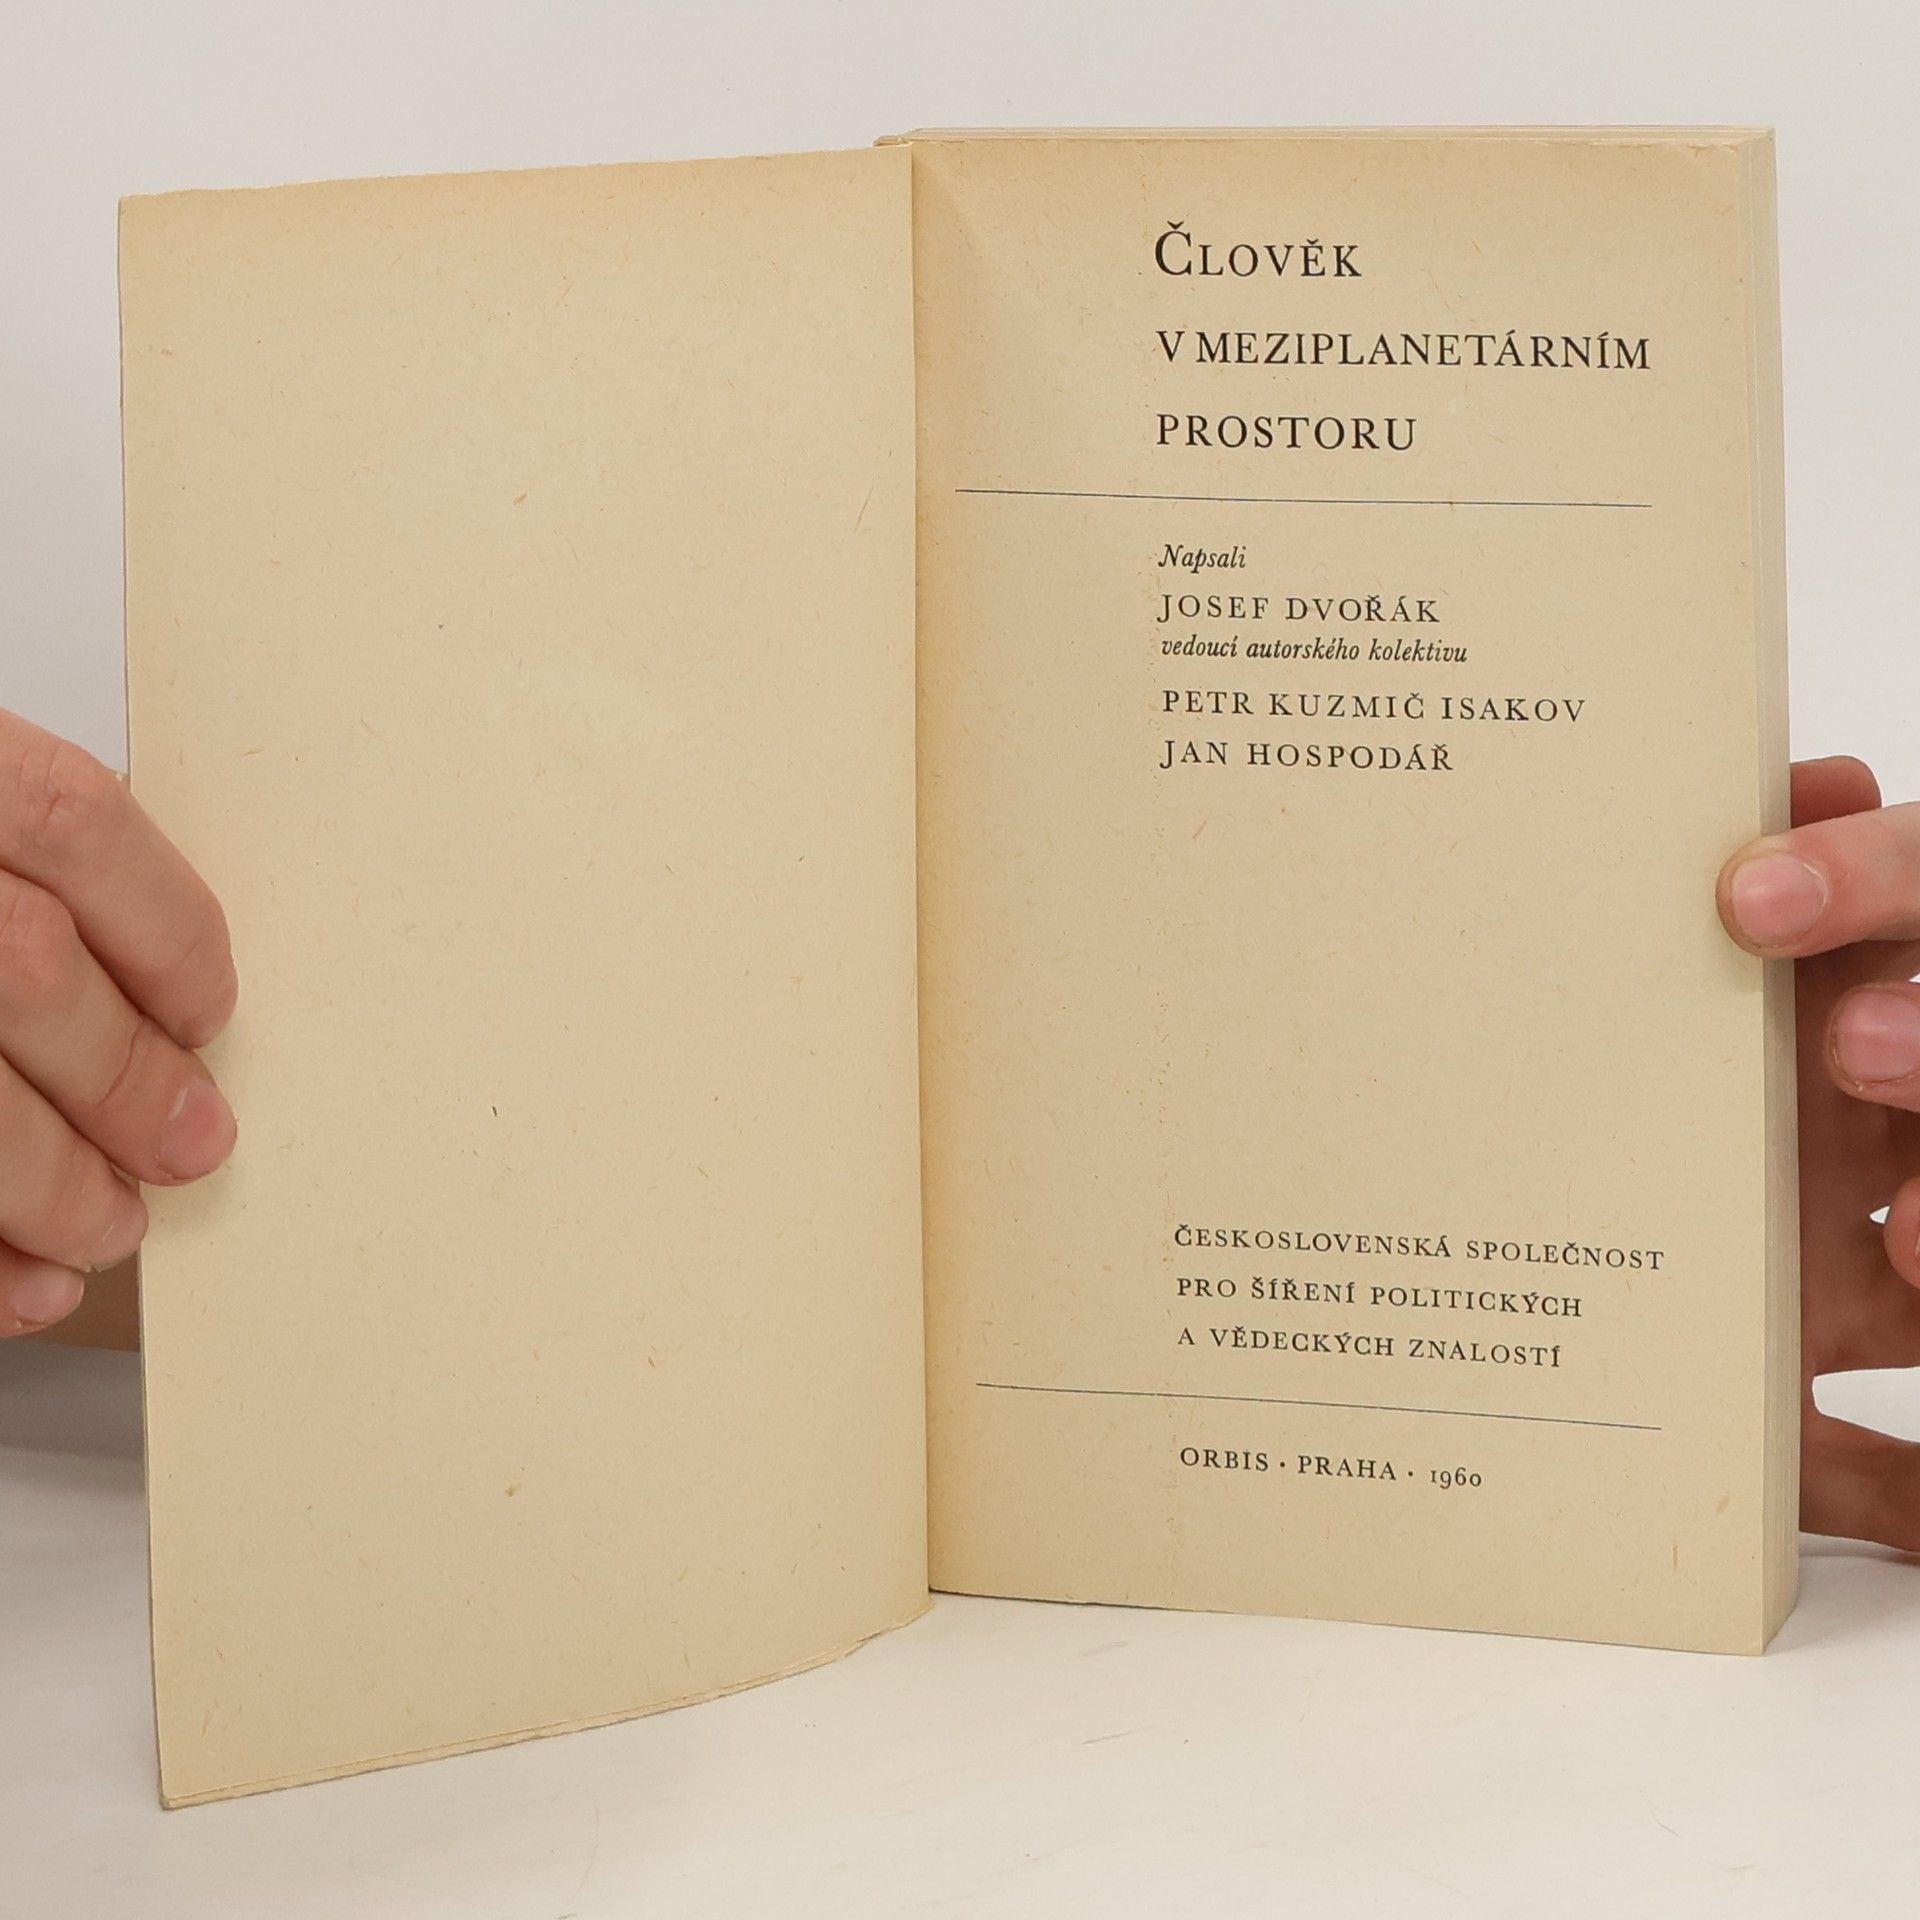 Člověk
v meziplanetárním
prostoru
Napsali
JOSEF DVOŘÁK
vedoucí autorského kolektivu
PETR KUZMIČ ISAKOV
JAN HOSPODÁŘ
ČESKOSLOVENSKÁ SPOLEČNOST
PRO ŠÍŘENÍ POLITICKÝCH
A VĚDECKÝCH ZNALOSTÍ
ORBIS · PRAHA · 1960